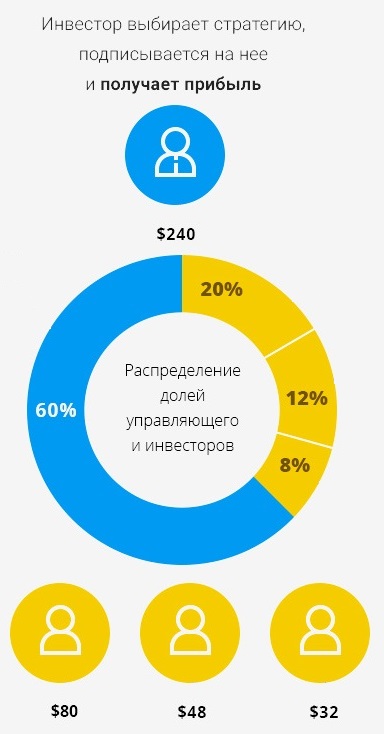 Инвестор выбирает стратегию,
подписывается на нее
и получает прибыль
$240
20%
12%
8%
60%
Распределение
долей
управляющего
и инвесторов
$80
$48
$32